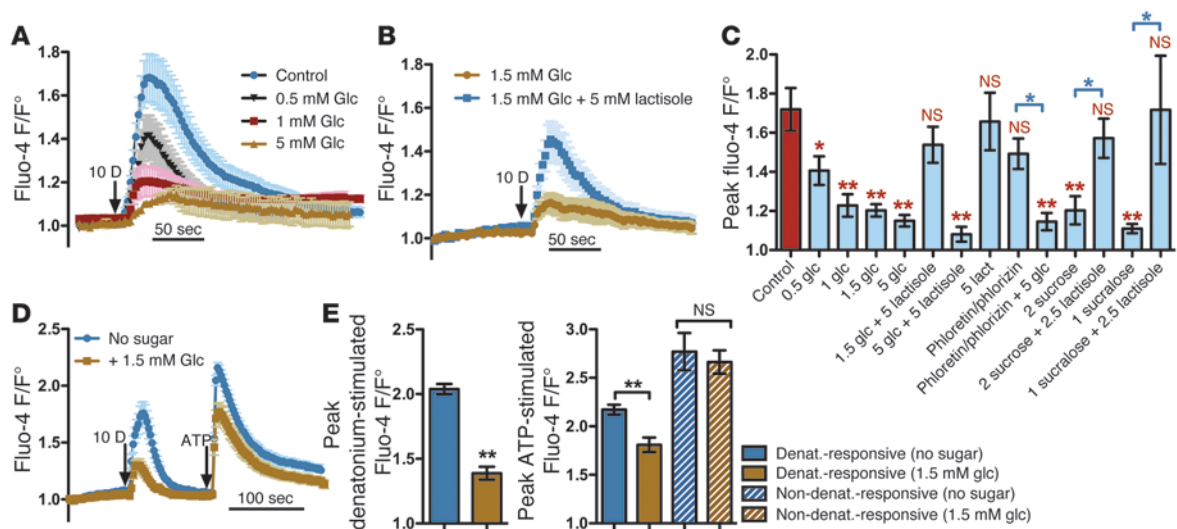 A
Fluo-4 F/F°
1.8
1.6
1.4
1.2
1.0
Control
0.5 mM Glc
1 mM Glc
5 mM Glc
10 D
50 sec
B
Fluo-4 F/F°
1.8
1.6
1.4
1.2
1.0
1.5 mM Glc
1.5 mM Glc + 5 mM lactisole
10 D
50 sec
C
Peak fluo-4 F/F°
2.0
1.8
1.6
1.4
1.2
1.0
*
**
**
**
NS
**
NS
NS
**
**
NS
**
NS
*
*
*
Control
0.5 glc
1 glc
1.5 glc
5 glc
1.5 glc + 5 lactisole
5 glc + 5 lactisole
5 lact
Phloretin/phlorizin
Phloretin/phlorizin + 5 glc
2 sucrose
2 sucrose + 2.5 lactisole
1 sucralose
1 sucralose + 2.5 lactisole
D
Fluo-4 F/F°
2.5
2.0
1.5
1.0
No sugar
+ 1.5 mM Glc
10 D
ATP
100 sec
E
Peak
denatonium-stimulated
Fluo-4 F/F°
2.5
2.0
1.5
1.0
**
Peak ATP-stimulated
Fluo-4 F/F°
3.0
2.5
2.0
1.5
1.0
**
NS
Denat.-responsive (no sugar)
Denat.-responsive (1.5 mM glc)
Non-denat.-responsive (no sugar)
Non-denat.-responsive (1.5 mM glc)